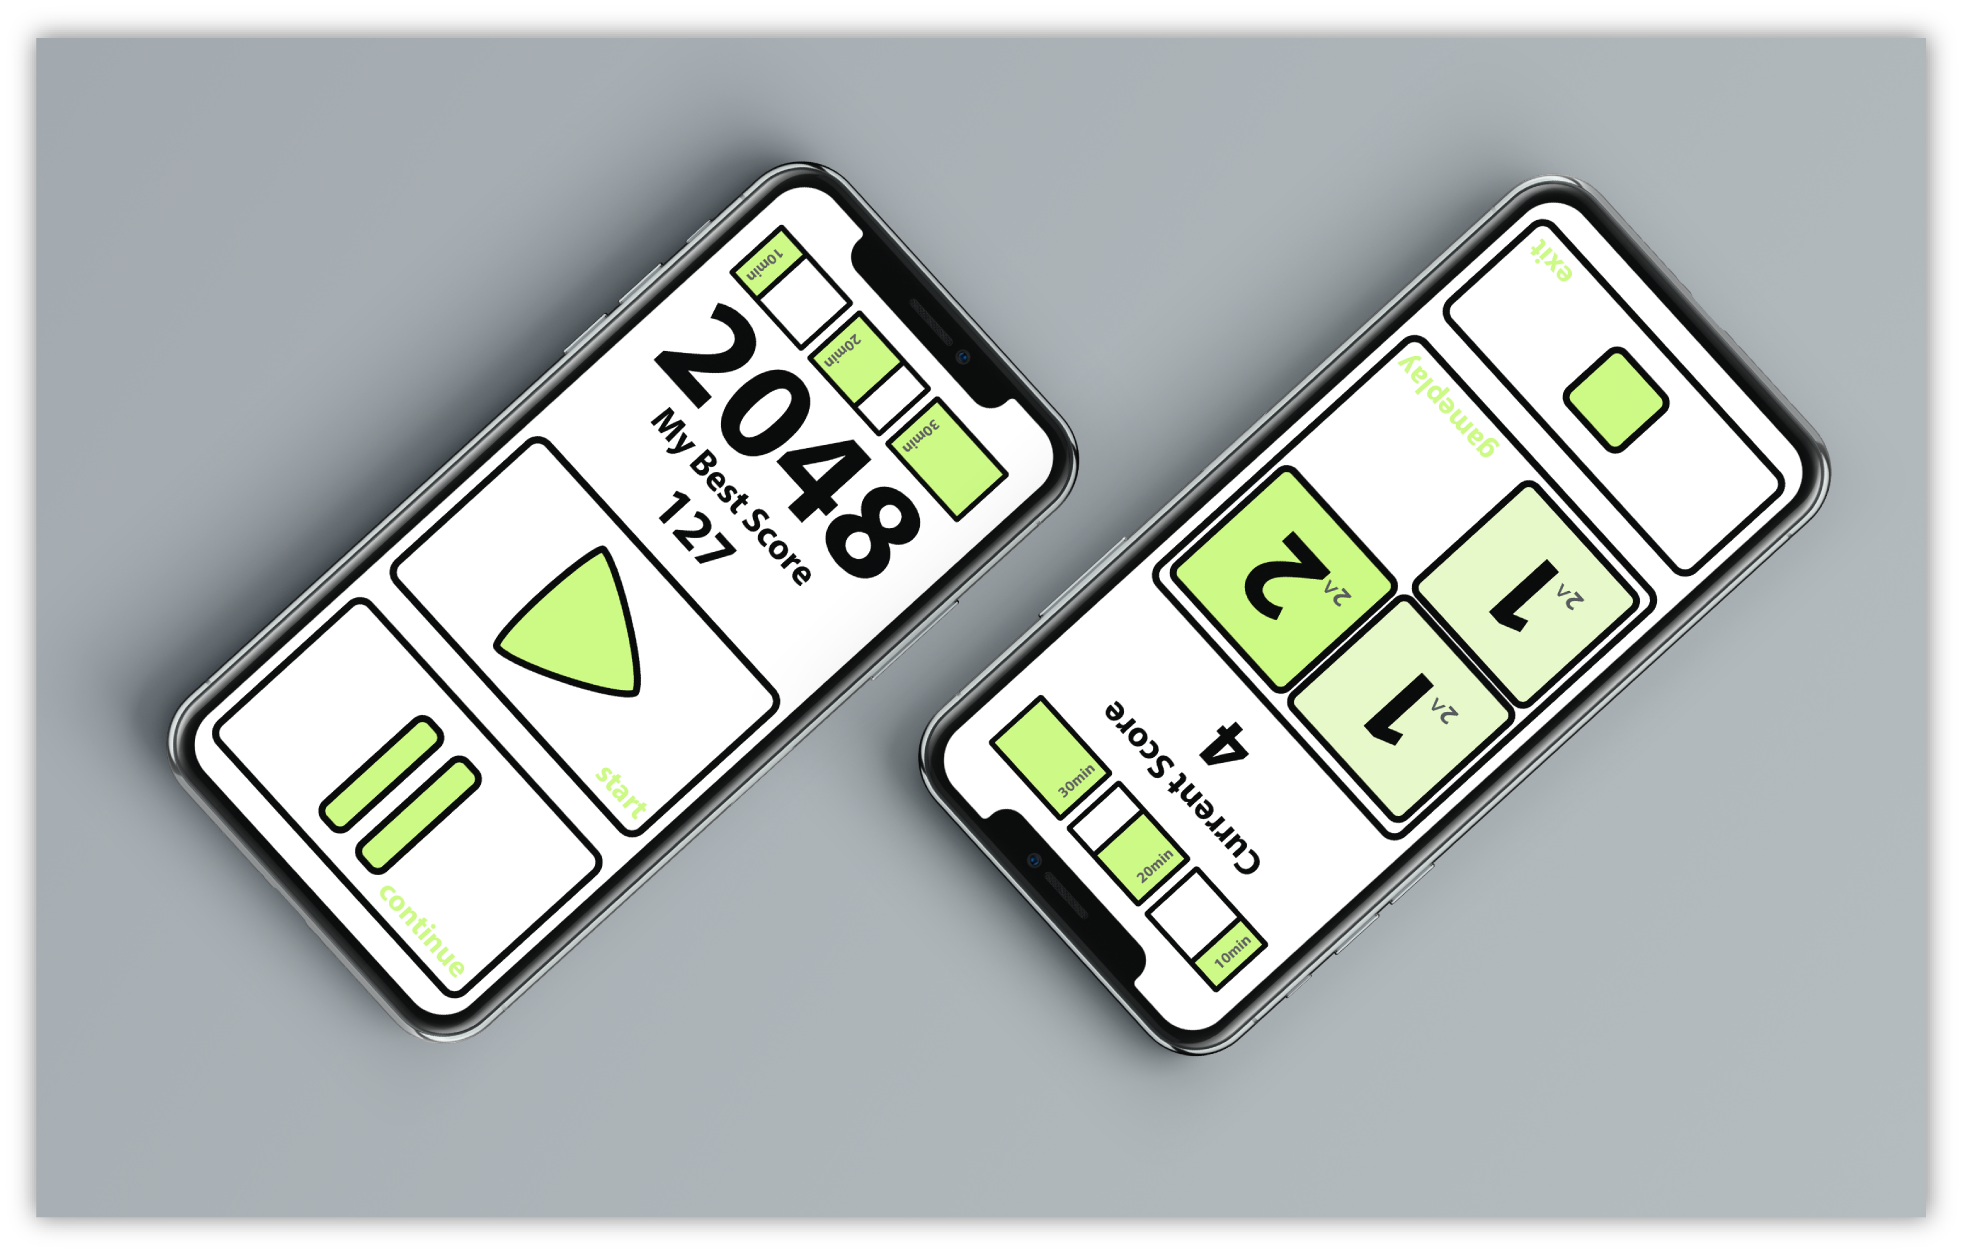 10min
20min
30min
2048
My Best Score
127
start
continue
10min
20min
30min
Current Score
4
2^
2
2^
1
2^
1
gameplay
exit